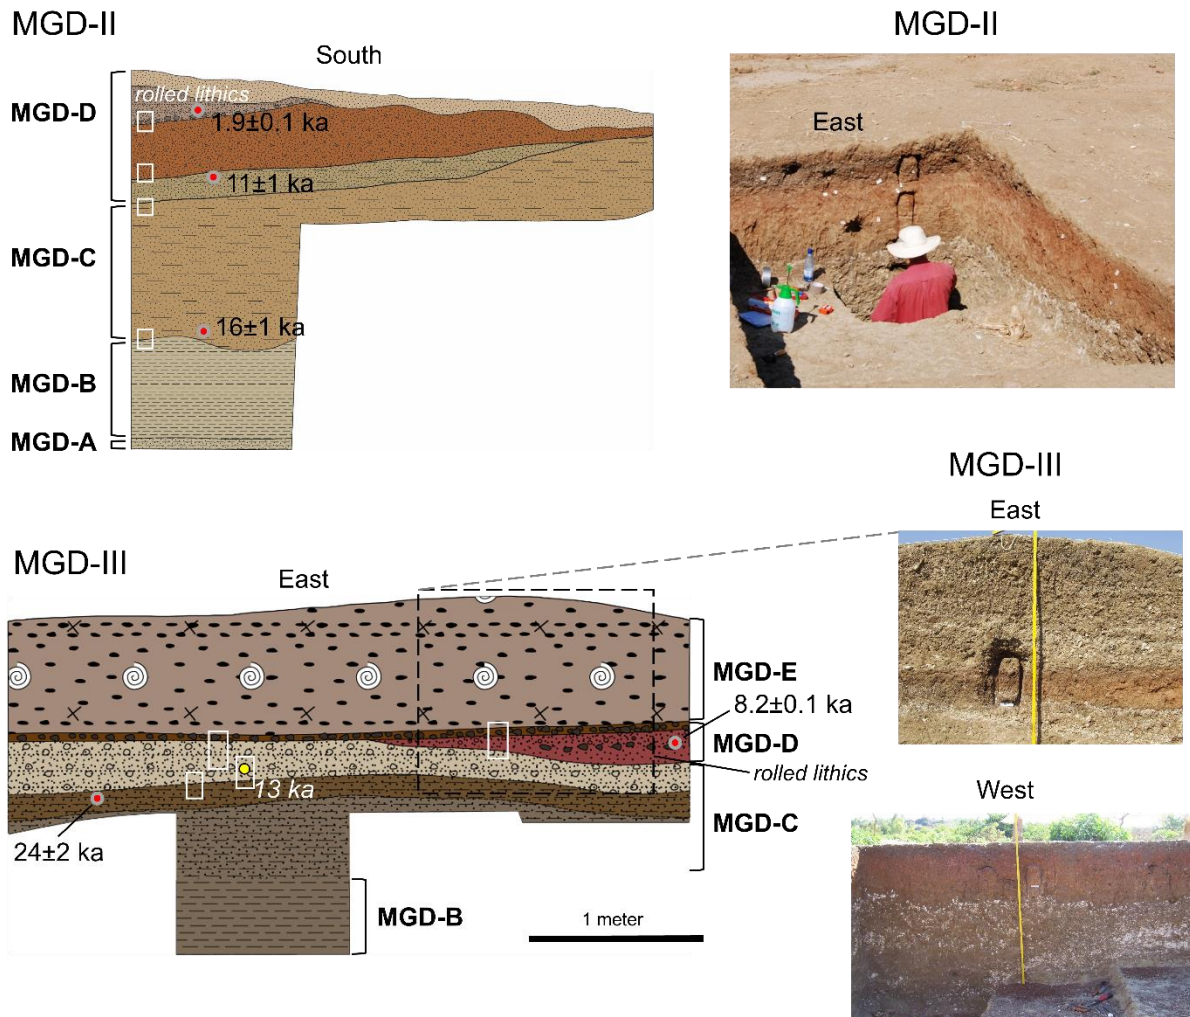 MGD-II
South
MGD-D
rolled lithics
1.9±0.1 ka
11±1 ka
MGD-C
16±1 ka
MGD-B
MGD-A
MGD-II
East
MGD-III
East
MGD-III
East
MGD-E
8.2±0.1 ka
MGD-D
rolled lithics
13 ka
MGD-C
24±2 ka
MGD-B
1 meter
West